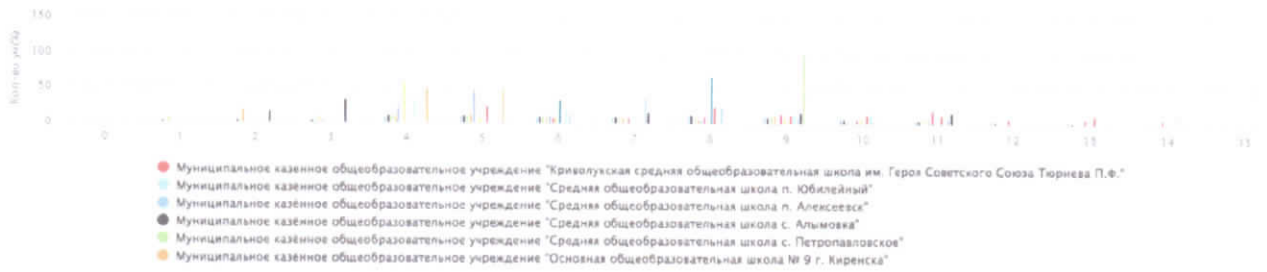 150
100
50
0
0 1 2 3 4 5 6 7 8 9 10 11 12 13 14 15
Муниципальное казенное общеобразовательное учреждение "Криволукская средняя общеобразовательная школа им. Героя Советского Союза Тюрнева П.Ф."
Муниципальное казённое общеобразовательное учреждение "Средняя общеобразовательная школа п. Юбилейный"
Муниципальное казённое общеобразовательное учреждение "Средняя общеобразовательная школа п. Алексеевск"
Муниципальное казённое общеобразовательное учреждение "Средняя общеобразовательная школа с. Алымовка"
Муниципальное казённое общеобразовательное учреждение "Средняя общеобразовательная школа с. Петропавловское"
Муниципальное казённое общеобразовательное учреждение "Основная общеобразовательная школа № 9 г. Киренска"